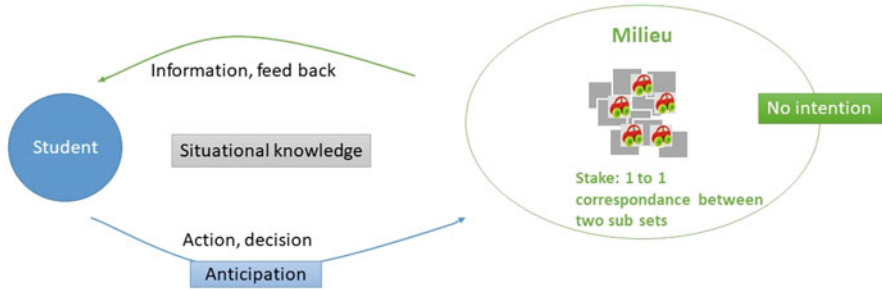 Milieu
Information, feed back
No intention
Student
Situational knowledge
Stake: 1 to 1
correspondance between
two sub sets
Action, decision
Anticipation